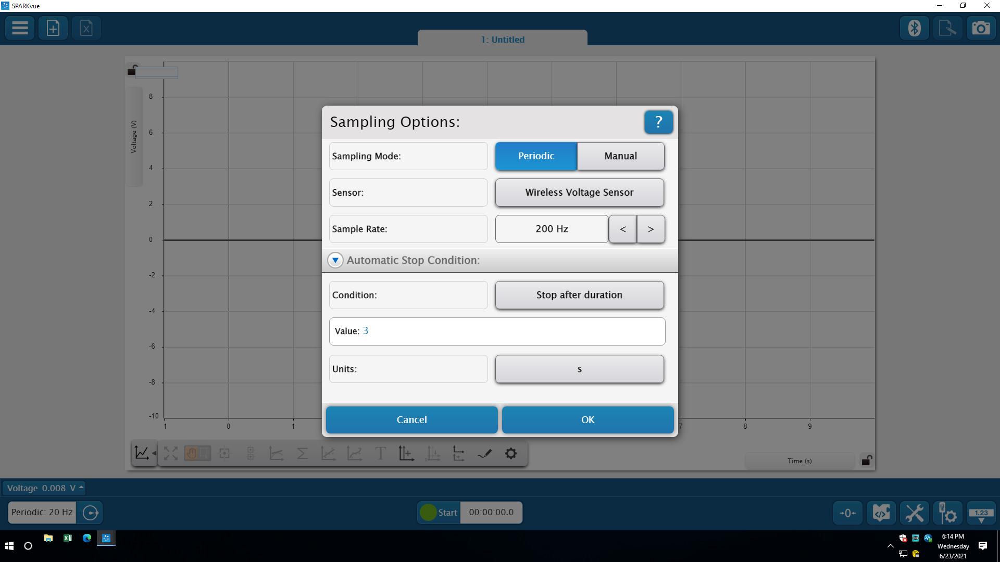 SPARKvue
1: Untitled
Voltage (V)
8
6
4
2
0
-2
-4
-6
-8
-10
1
0
1
7
8
9
Time (s)
Sampling Options:
?
Sampling Mode:
Periodic
Manual
Sensor:
Wireless Voltage Sensor
Sample Rate:
200 Hz
<
>
Automatic Stop Condition:
Condition:
Stop after duration
Value: 3
Units:
s
Cancel
OK
T
Voltage 0.008 V
Periodic: 20 Hz
Start
00:00:00.0
-0-
1.23
6:14 PM
Wednesday
6/23/2021